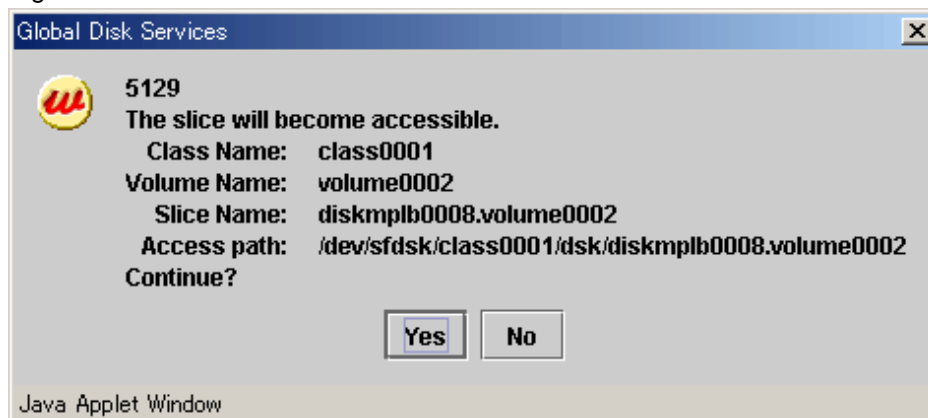 Global Disk Services
5129
The slice will become accessible.
Class Name: class0001
Volume Name: volume0002
Slice Name: diskmplb0008.volume0002
Access path: /dev/sfdsk/class0001/dsk/diskmplb0008.volume0002
Continue?
Yes No
Java Applet Window